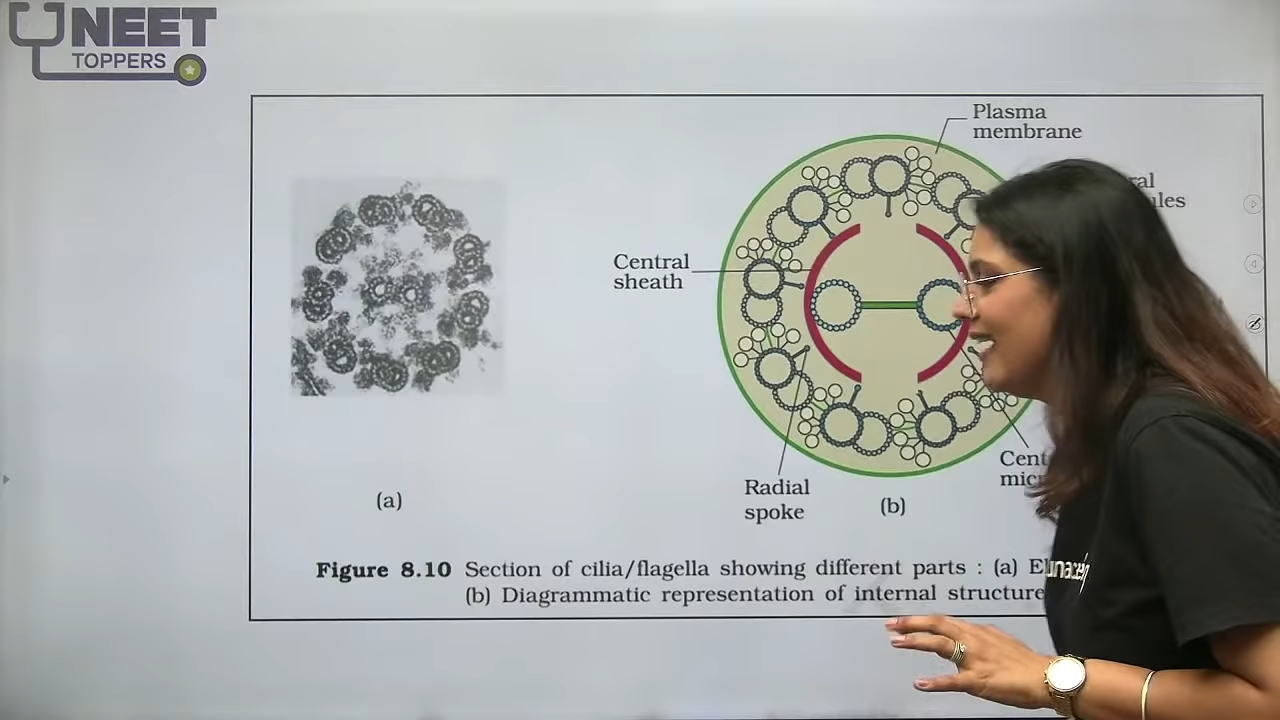 NEET
TOPPERS
Plasma
membrane
Central
sheath
Radial
spoke
(a)
(b)
Figure 8.10 Section of cilia/flagella showing different parts : (a)
(b) Diagrammatic representation of internal structure